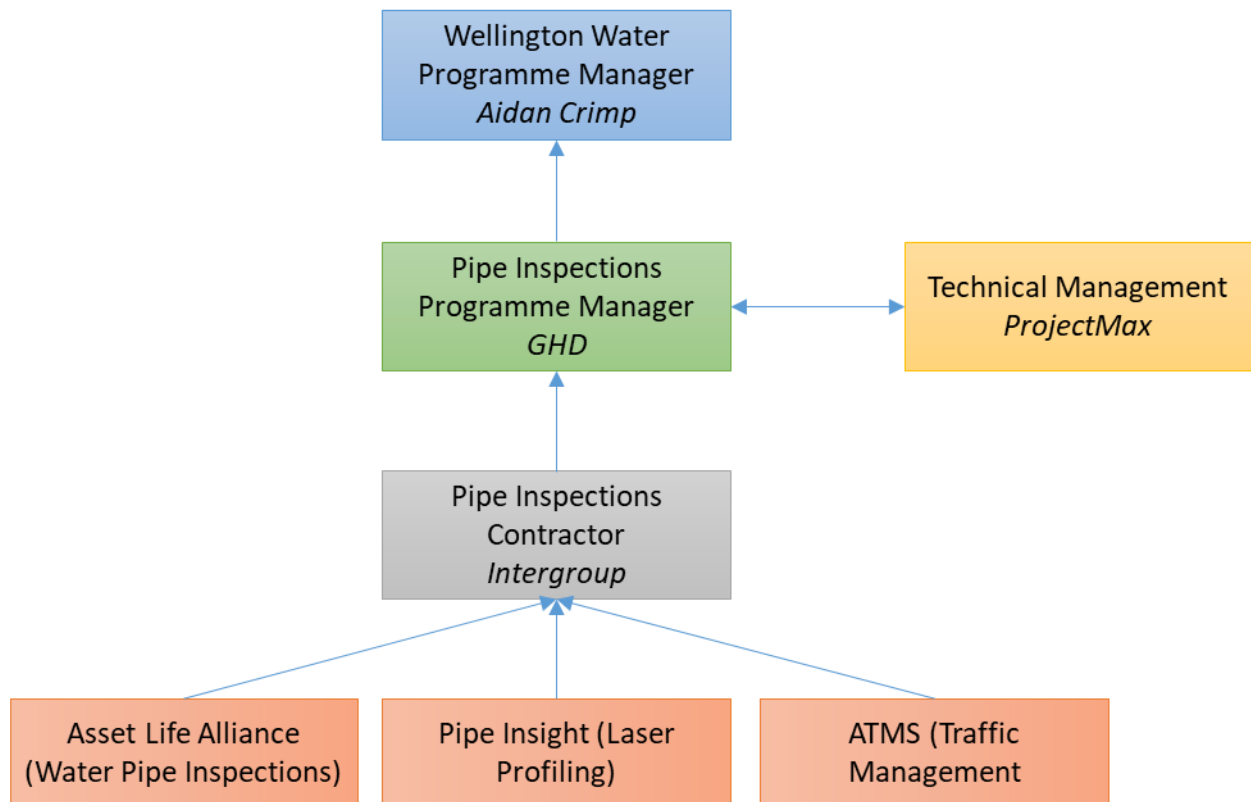 Wellington Water
Programme Manager
Aidan Crimp
Pipe Inspections
Programme Manager
GHD
Technical Management
ProjectMax
Pipe Inspections
Contractor
Intergroup
Asset Life Alliance
(Water Pipe Inspections)
Pipe Insight (Laser
Profiling)
ATMS (Traffic
Management